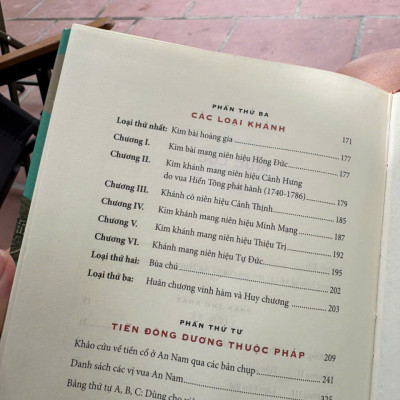 PHẦN THỨ BA
CÁC LOẠI KHÁNH
Loại thứ nhất: Kim bài hoàng gia 171
Chương I. Kim bài mang niên hiệu Hồng Đức 177
Chương II. Kim khánh mang niên hiệu Cảnh Hưng 177
do vua Hiển Tông phát hành (1740-1786) 179
Chương III. Khánh có niên hiệu Cảnh Thịnh 185
Chương IV. Kim khánh mang niên hiệu Minh Mạng 187
Chương V. Kim khánh mang niên hiệu Thiệu Trị 192
Chương VI. Khánh mang niên hiệu Tự Đức 195
Loại thứ hai: Bùa chú 202
Loại thứ ba: Huân chương vinh hàm và Huy chương 203
PHẦN THỨ TƯ
TIỀN ĐÔNG DƯƠNG THUỘC PHÁP 209
Khảo cứu về tiền cổ ở An Nam qua các bản chụp 241
Danh sách các vị vua An Nam 325
Bảng thứ tự A, B, C: Dùng cho